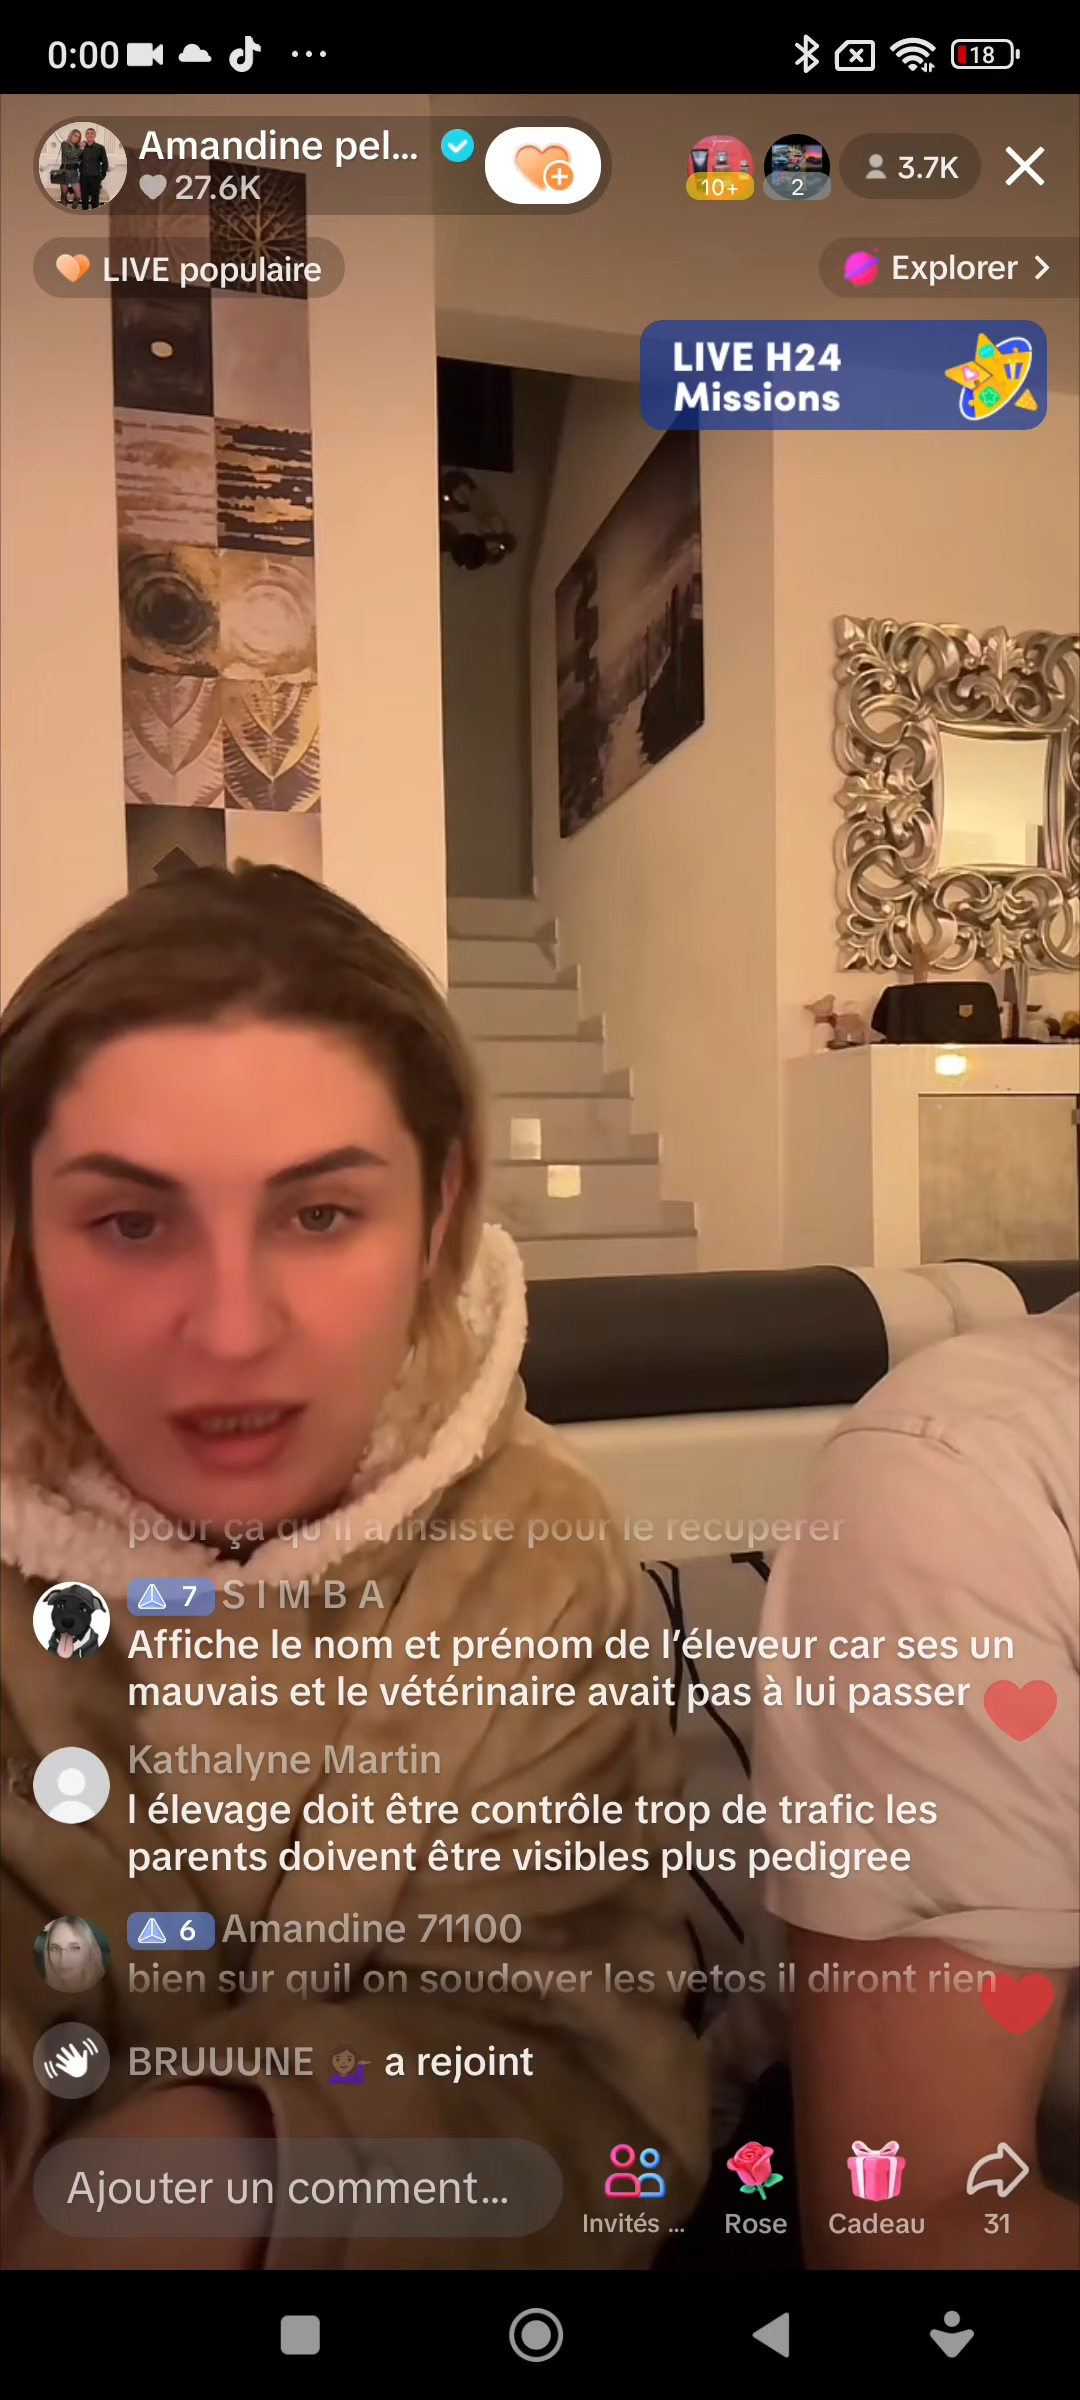 0:00
18
Amandine pel...
27.6K
10+
2
3.7K
LIVE populaire
Explorer
LIVE H24
Missions
pour ça qu'il a insisté pour le récupérer
7 S I M B A
Affiche le nom et prénom de l’éleveur car ses un
mauvais et le vétérinaire avait pas à lui passer
Kathalyne Martin
l élevage doit être contrôle trop de trafic les
parents doivent être visibles plus pedigree
6 Amandine 71100
bien sur quil on soudoyer les vetos il diront rien
BRUUUNE a rejoint
Ajouter un comment...
Invités ...
Rose
Cadeau
31